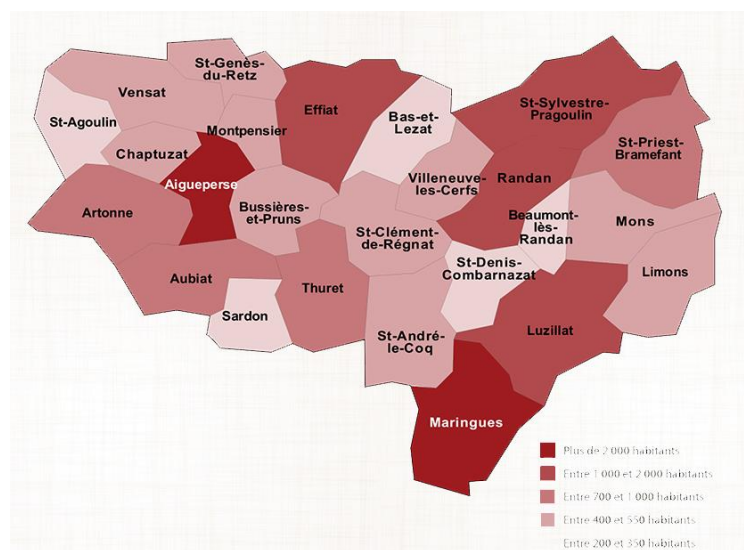 St-Genès-
du-Retz
Vensat
St-Agoulin
Montpensier
Chaptuzat
Effiat
Bas-et-
Lezat
St-Sylvestre-
Pragoulin
St-Priest-
Bramefant
Aigueperse
Villeneuve-
les-Cerfs
Randan
Artonne
Bussières-
et-Pruns
Beaumont-
lès-
Randan
Mons
St-Clément-
de-Régnat
St-Denis-
Combarnazat
Limons
Aubiat
Thuret
Sardon
St-André-
le-Coq
Luzillat
Maringues
Plus de 2 000 habitants
Entre 1 000 et 2 000 habitants
Entre 700 et 1 000 habitants
Entre 400 et 550 habitants
Entre 200 et 350 habitants